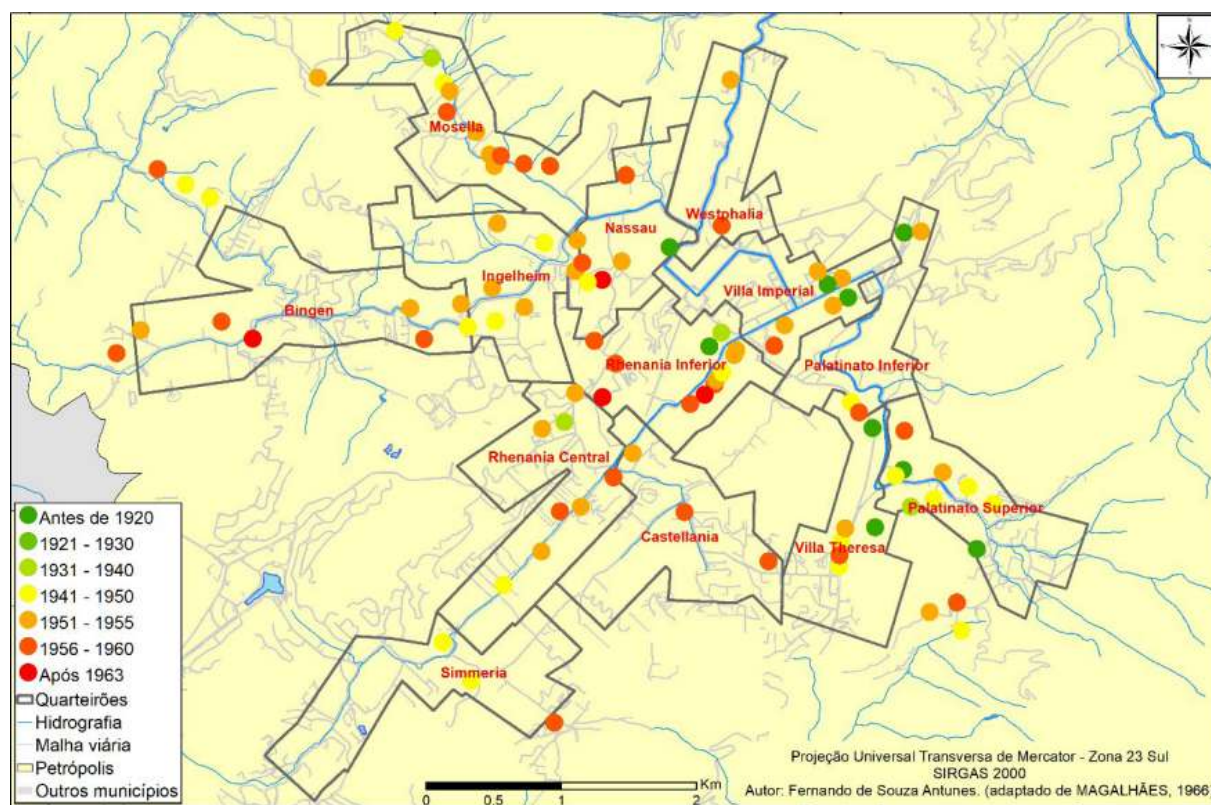 Mosella
Nassau
Westphalia
Ingelheim
Villa Imperial
Bingen
Rhenania Inferior
Palatinato Inferior
Rhenania Central
Palatinato Superior
Castellania
Villa Theresa
Simmeria
Antes de 1920
1921 - 1930
1931 - 1940
1941 - 1950
1951 - 1955
1956 - 1960
Após 1963
Quarteirões
Hidrografia
Malha viária
Petrópolis
Outros municípios
Km
0 0.5 1 2
Projeção Universal Transversa de Mercator - Zona 23 Sul
SIRGAS 2000
Autor: Fernando de Souza Antunes. (adaptado de MAGALHÃES, 1966)